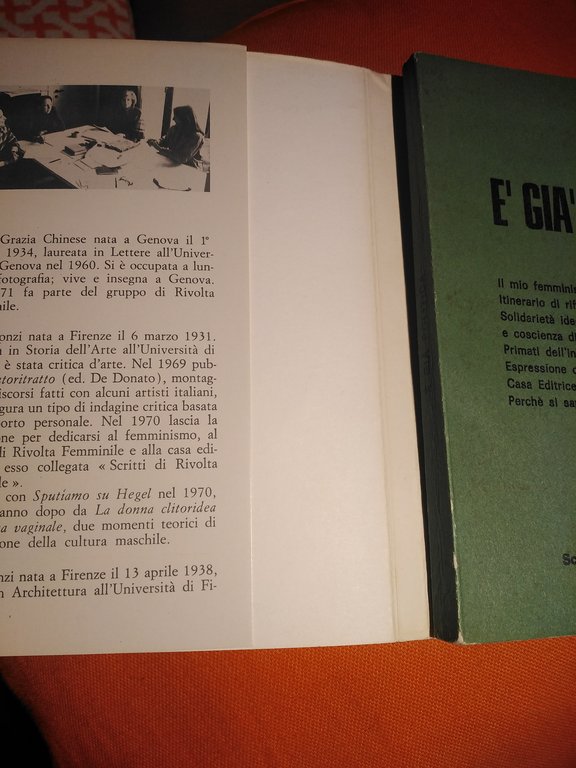 Grazia Chinese nata a Genova il 1°
1934, laureata in Lettere all'Univer-
Genova nel 1960. Si è occupata a lun-
fotografia; vive e insegna a Genova.
71 fa parte del gruppo di Rivolta
ile.
onzi nata a Firenze il 6 marzo 1931.
in Storia dell'Arte all'Università di
è stata critica d'arte. Nel 1969 pub-
utoritratto (ed. De Donato), montag-
iscorsi fatti con alcuni artisti italiani,
gura un tipo di indagine critica basata
orto personale. Nel 1970 lascia la
one per dedicarsi al femminismo, al
di Rivolta Femminile e alla casa edi-
esso collegata « Scritti di Rivolta
le ».
con Sputiamo su Hegel nel 1970,
anno dopo da La donna clitoridea
a vaginale, due momenti teorici di
one della cultura maschile.
nzi nata a Firenze il 13 aprile 1938,
n Architettura all'Università di Fi-
E' GIA'
Il mio femminis
Itinerario di rif
Solidarietà ide
e coscienza di
Primati dell'in
Espressione d
Casa Editrice
Perchè si sa
Sc